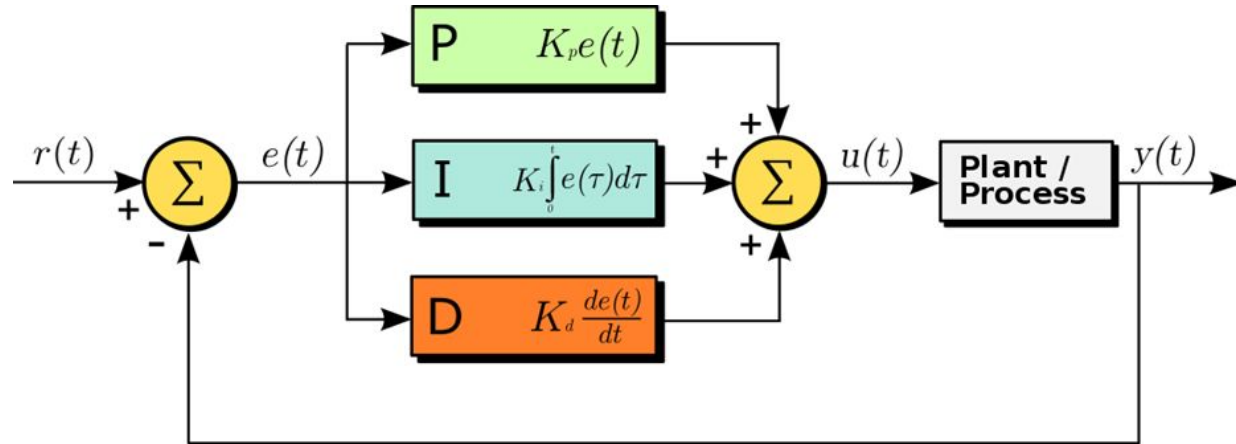 P K_p e(t)
r(t)
Σ
e(t)
I K_i ∫_0^t e(τ)dτ
Σ
u(t)
Plant /
Process
y(t)
+
-
+
+
+
D K_d de(t)/dt